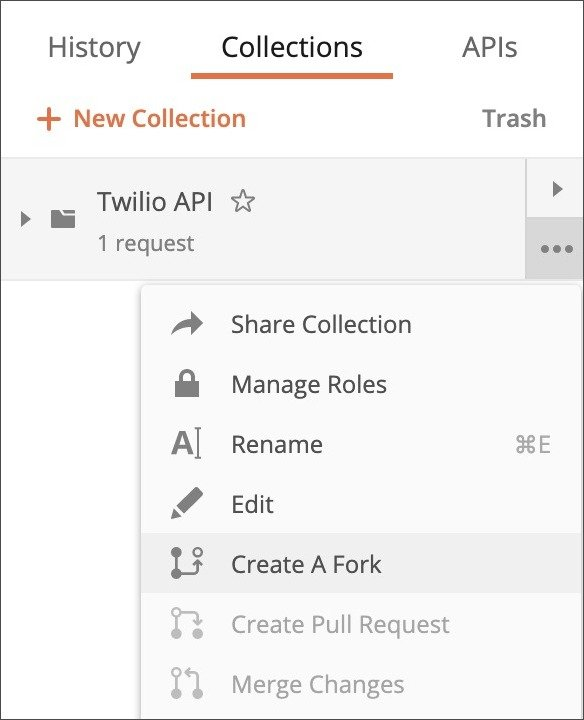 History Collections APIs
+ New Collection Trash
Twilio API
1 request
Share Collection
Manage Roles
Rename ⌘E
Edit
Create A Fork
Create Pull Request
Merge Changes